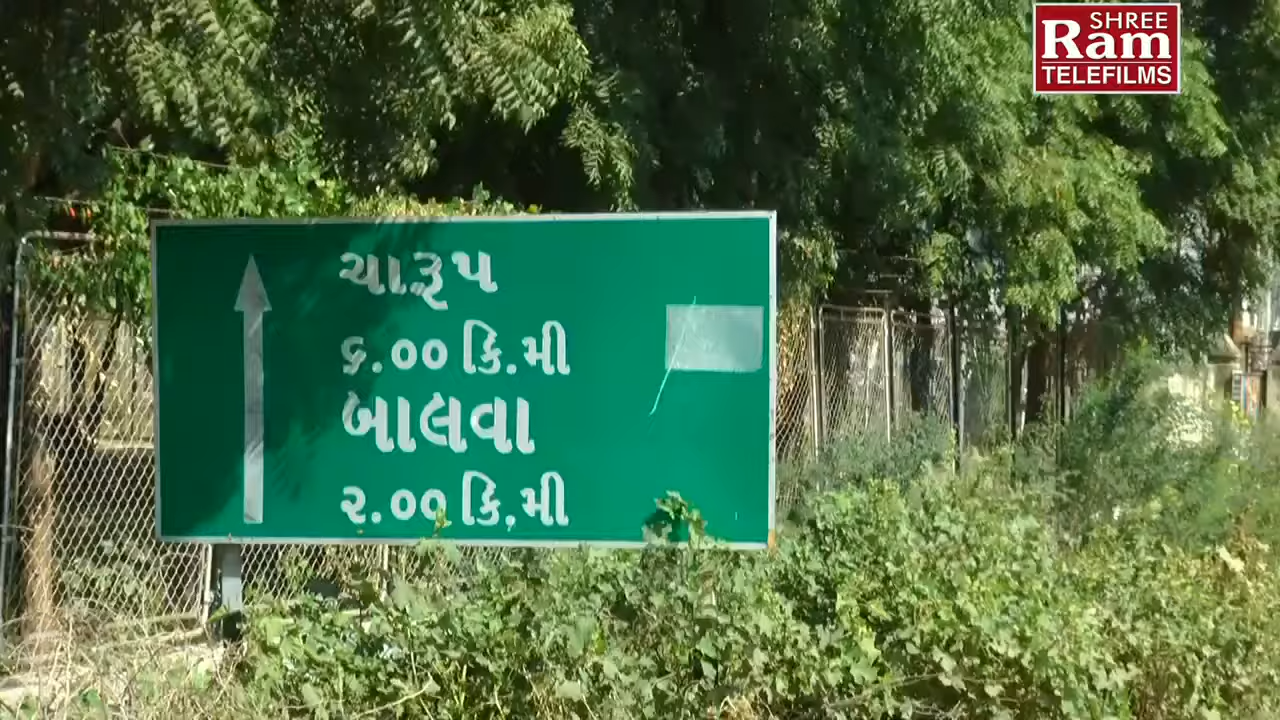 SHREE
Ram
TELEFILMS
ચારૂપ
૬.૦૦ કિ.મી
બાલવા
૨.૦૦ કિ.મી